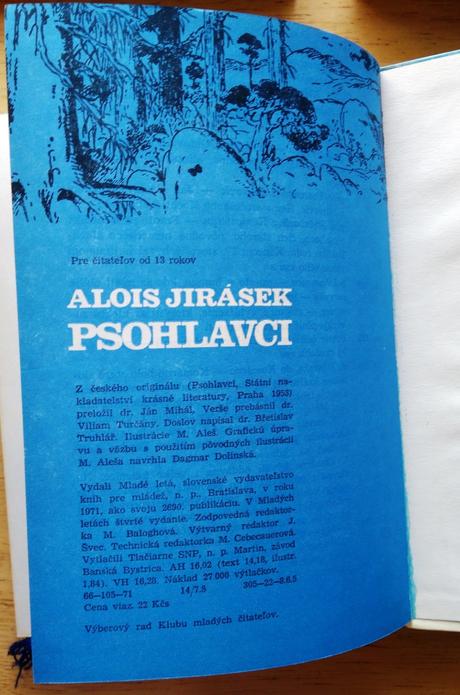 Pre čitateľov od 13 rokov
ALOIS JIRÁSEK
PSOHLAVCI
Z českého originálu (Psohlavci, Státní na-
kladatelství krásné literatury, Praha 1953)
preložil dr. Ján Mihál. Verše prebásnil dr.
Viliam Turčány. Doslov napísal dr. Břetislav
Truhlář. Ilustrácie M. Aleš. Grafickú úpra-
vu a väzbu s použitím pôvodných ilustrácií
M. Aleša navrhla Dagmar Dolinská.
Vydali Mladé letá, slovenské vydavateľstvo
kníh pre mládež, n. p., Bratislava, v roku
1971, ako svoju 2690. publikáciu. V Mladých
letách štvrté vydanie. Zodpovedná redaktor-
ka M. Baloghová. Výtvarný redaktor J.
Švec. Technická redaktorka M. Cebecauerová.
Vytlačili Tlačiarne SNP, n. p. Martin, závod
Banská Bystrica. AH 16,02 (text 14,18, ilustr.
1,84). VH 16,28. Náklad 27 000 výtlačkov.
66—105—71 14/7.8 305—22—8.6.5
Cena viaz. 22 Kčs
Výberový rad Klubu mladých čitateľov.